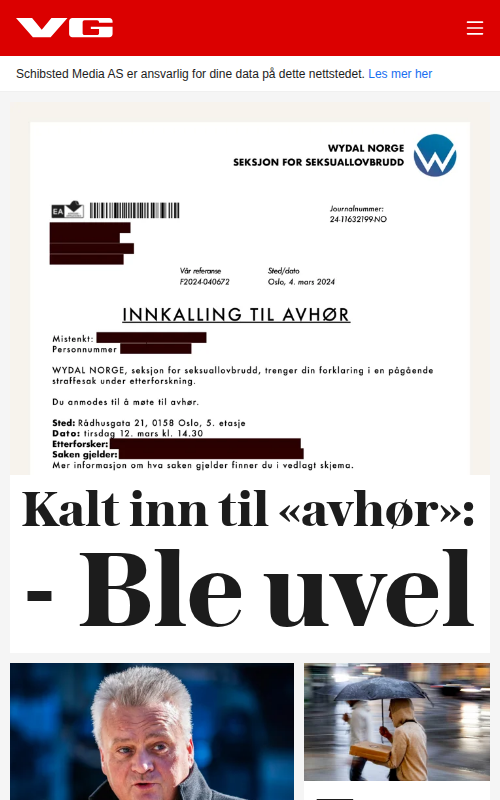 VG
Schibsted Media AS er ansvarlig for dine data på dette nettstedet. Les mer her
WYDAL NORGE
SEKSJON FOR SEKSUALLOVBRUDD
W
EA
Journalnummer:
24-11632199-NO
Vår referanse
F2024-040672
Sted/dato
Oslo, 4. mars 2024
INNKALLING TIL AVHØR
Mistenkt:
Personnummer
WYDAL NORGE, seksjon for seksuallovbrudd, trenger din forklaring i en pågående
straffesak under etterforskning.
Du anmodes til å møte til avhør.
Sted: Rådhusgata 21, 0158 Oslo, 5. etasje
Dato: tirsdag 12. mars kl. 14.30
Etterforsker:
Saken gjelder:
Mer informasjon om hva saken gjelder finner du i vedlagt skjema.
Kalt inn til «avhør»:
- Ble uvel